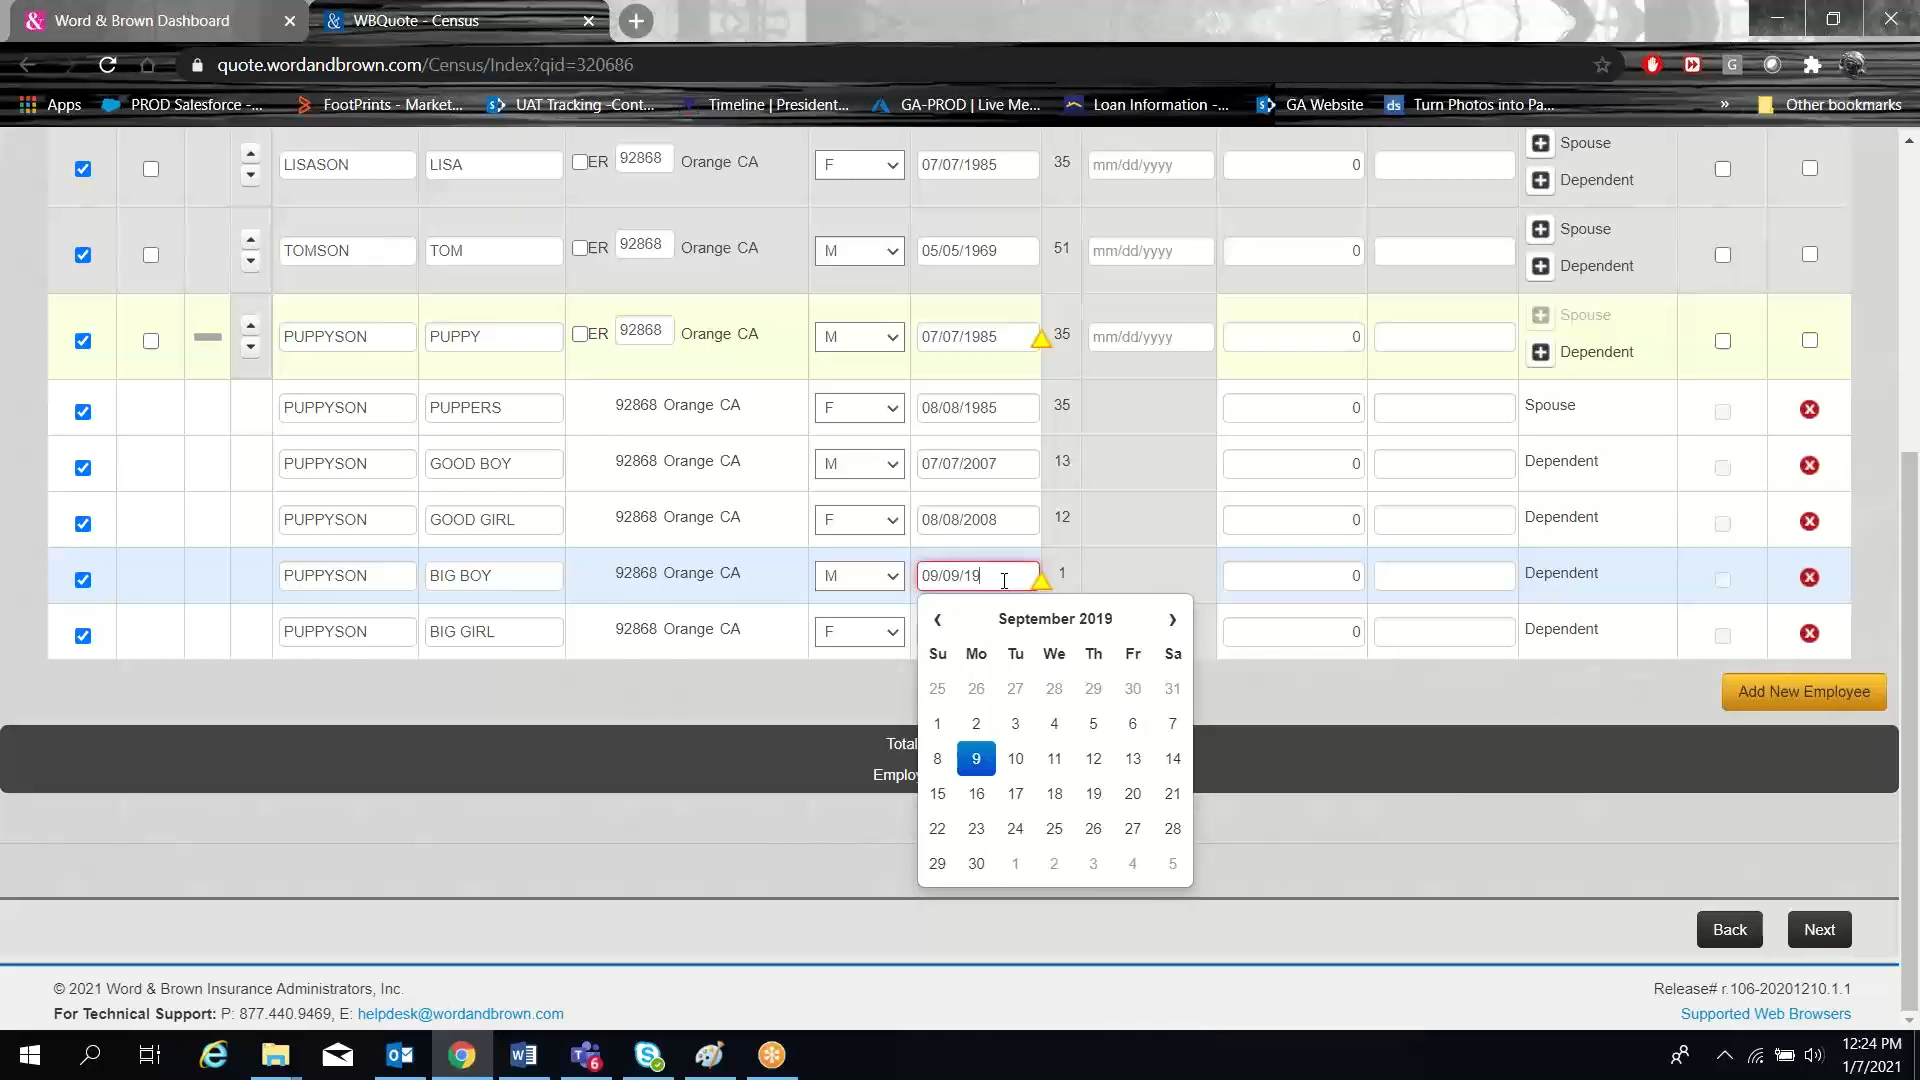 Word & Brown Dashboard
WBQuote - Census
quote.wordandbrown.com/Census/Index?qid=320686
Apps PROD Salesforce -... FootPrints - Market... UAT Tracking -Cont... Timeline | President... GA-PROD | Live Me... Loan Information -... GA Website ds Turn Photos into Pa... » Other bookmarks
LISASON LISA ER 92868 Orange CA F 07/07/1985 35 mm/dd/yyyy 0 Spouse
Dependent
TOMSON TOM ER 92868 Orange CA M 05/05/1969 51 mm/dd/yyyy 0 Spouse
Dependent
PUPPYSON PUPPY ER 92868 Orange CA M 07/07/1985 35 mm/dd/yyyy 0 Spouse
Dependent
PUPPYSON PUPPERS 92868 Orange CA F 08/08/1985 35 0 Spouse
PUPPYSON GOOD BOY 92868 Orange CA M 07/07/2007 13 0 Dependent
PUPPYSON GOOD GIRL 92868 Orange CA F 08/08/2008 12 0 Dependent
PUPPYSON BIG BOY 92868 Orange CA M 09/09/19 1 0 Dependent
PUPPYSON BIG GIRL 92868 Orange CA F 0 Dependent
September 2019
Su Mo Tu We Th Fr Sa
25 26 27 28 29 30 31
1 2 3 4 5 6 7
8 9 10 11 12 13 14
15 16 17 18 19 20 21
22 23 24 25 26 27 28
29 30 1 2 3 4 5
Add New Employee
Total
Employ
Back Next
© 2021 Word & Brown Insurance Administrators, Inc.
For Technical Support: P: 877.440.9469, E: helpdesk@wordandbrown.com
Release# r.106-20201210.1.1
Supported Web Browsers
6
12:24 PM
1/7/2021